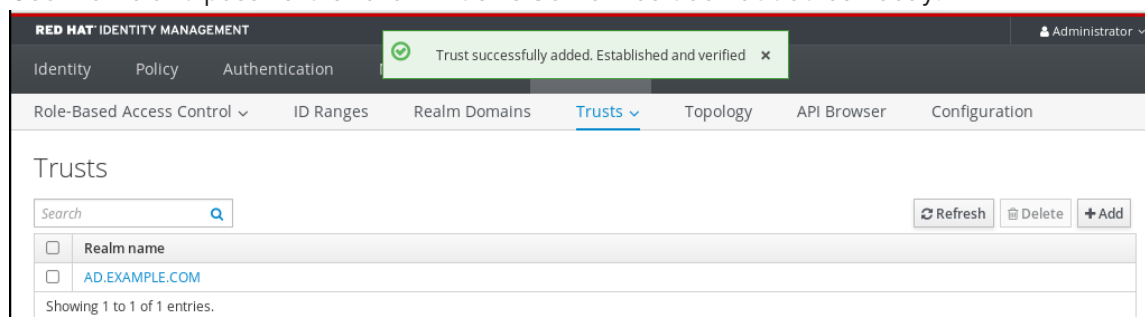 RED HAT® IDENTITY MANAGEMENT
Administrator
Trust successfully added. Established and verified
Identity Policy Authentication
Role-Based Access Control ID Ranges Realm Domains Trusts Topology API Browser Configuration
Trusts
Search
Refresh Delete + Add
Realm name
AD.EXAMPLE.COM
Showing 1 to 1 of 1 entries.